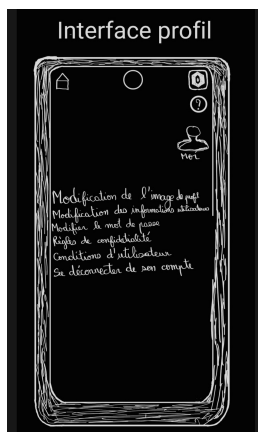 Interface profil
?
Moi
Modification de l'image de profil
Modification des informations utilisateur
Modifier le mot de passe
Règles de confidentialité
Conditions d'utilisateur
Se déconnecter de son compte